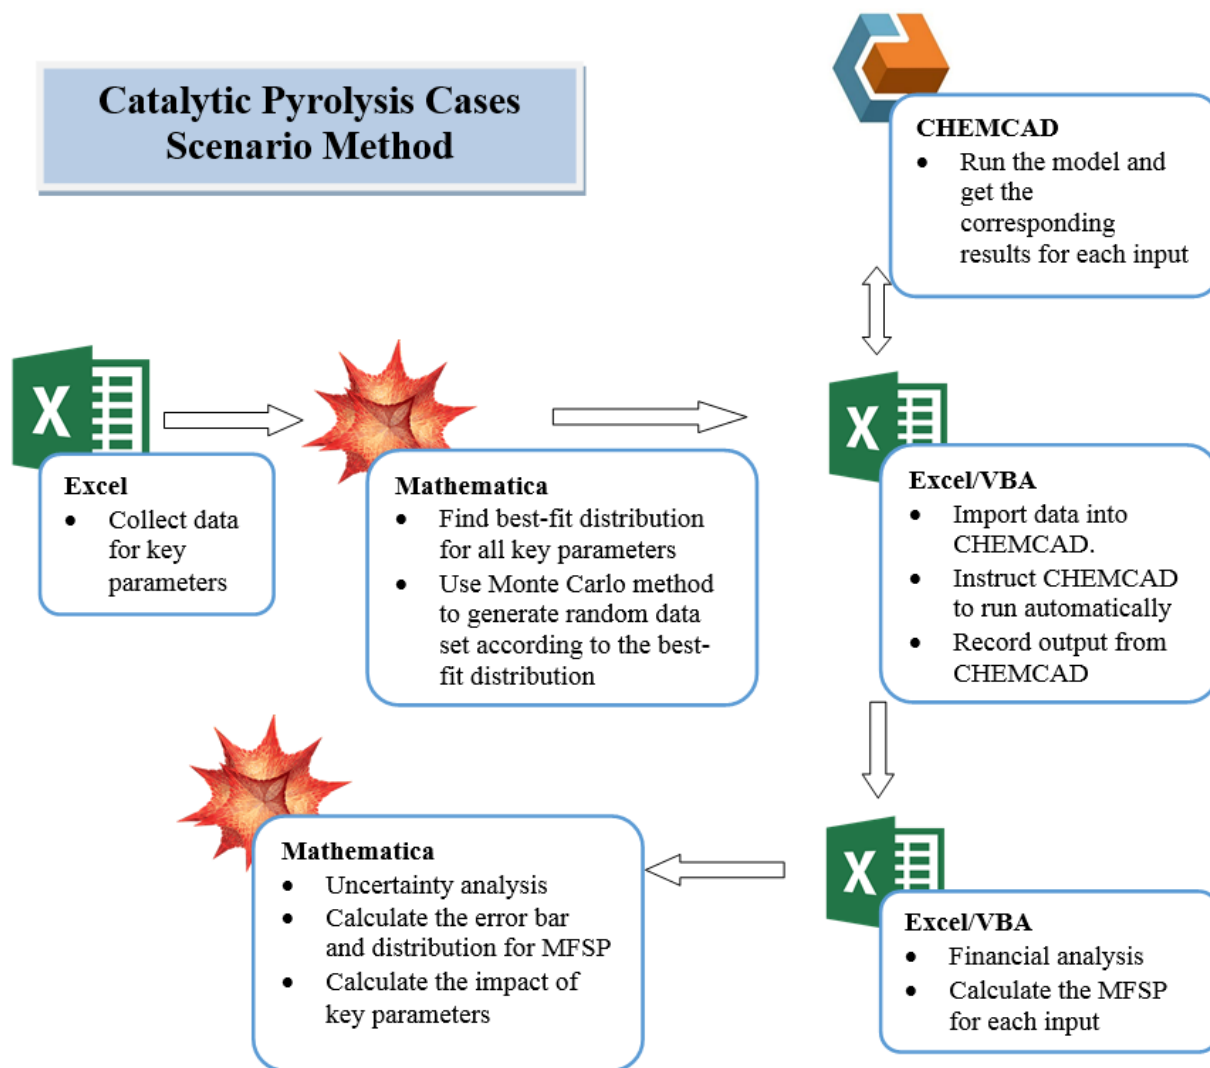 Catalytic Pyrolysis Cases
Scenario Method
CHEMCAD
• Run the model and
get the
corresponding
results for each input
X
Excel
• Collect data
for key
parameters
Mathematica
• Find best-fit distribution
for all key parameters
• Use Monte Carlo method
to generate random data
set according to the best-
fit distribution
X
Excel/VBA
• Import data into
CHEMCAD.
• Instruct CHEMCAD
to run automatically
• Record output from
CHEMCAD
X
Excel/VBA
• Financial analysis
• Calculate the MFSP
for each input
Mathematica
• Uncertainty analysis
• Calculate the error bar
and distribution for MFSP
• Calculate the impact of
key parameters